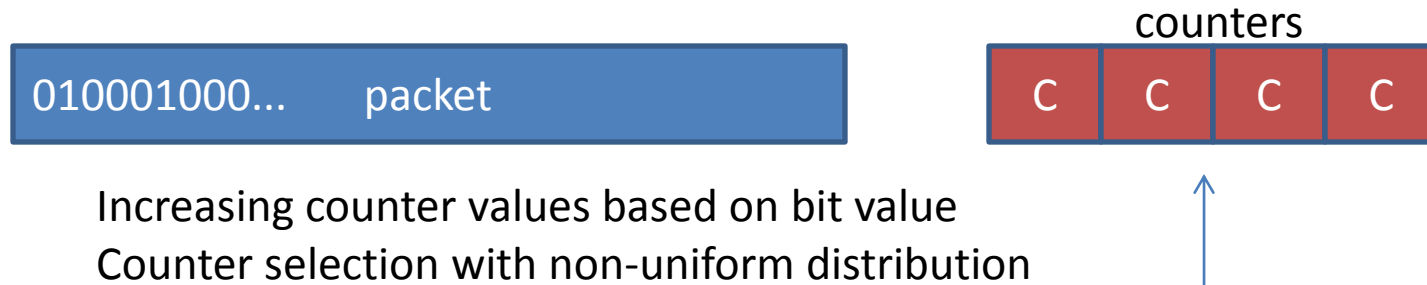 counters
010001000... packet C C C C
Increasing counter values based on bit value
Counter selection with non-uniform distribution